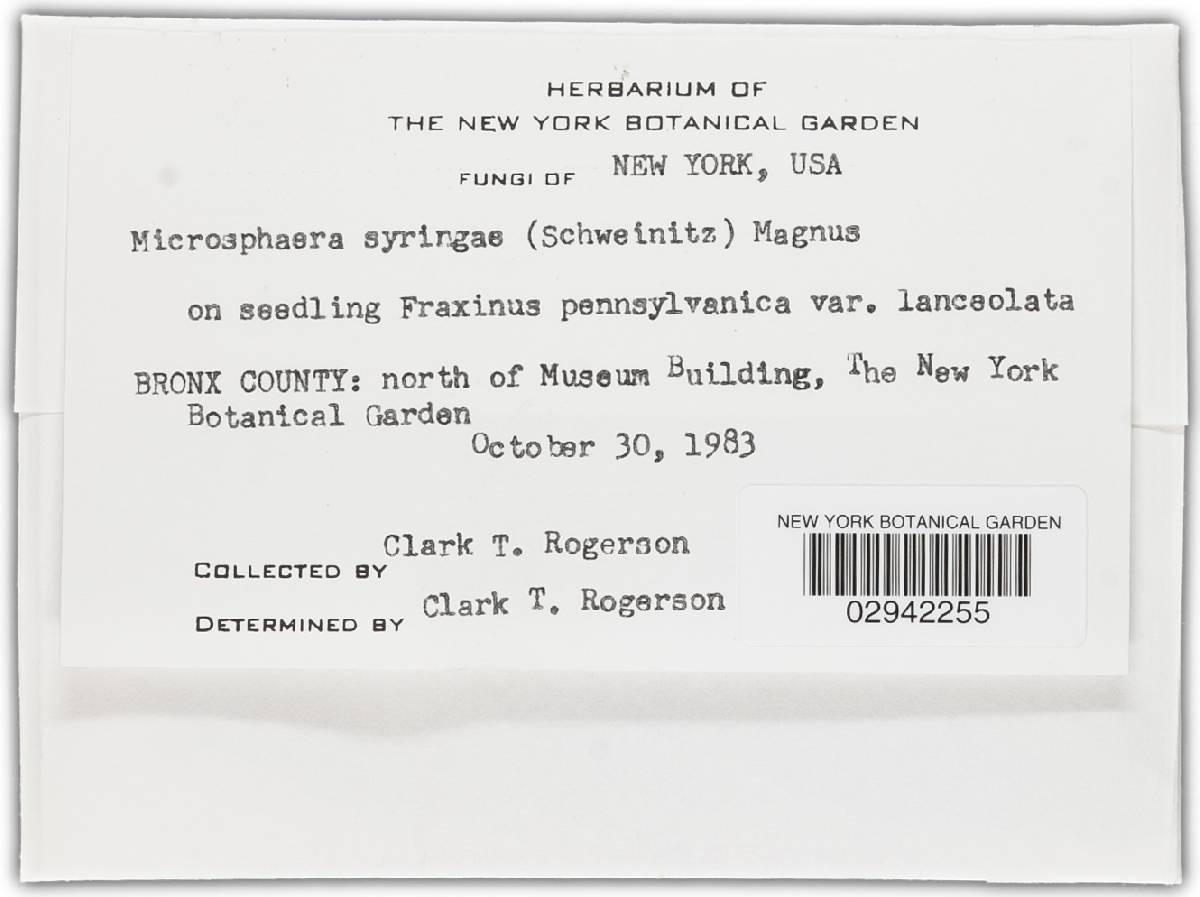 HERBARIUM OF
THE NEW YORK BOTANICAL GARDEN
FUNGI OF NEW YORK, USA
Microsphaera syringae (Schweinitz) Magnus
on seedling Fraxinus pennsylvanica var. lanceolata
BRONX COUNTY: north of Museum Building, The New York
Botanical Garden
October 30, 1983
COLLECTED BY Clark T. Rogerson
DETERMINED BY Clark T. Rogerson
NEW YORK BOTANICAL GARDEN
02942255